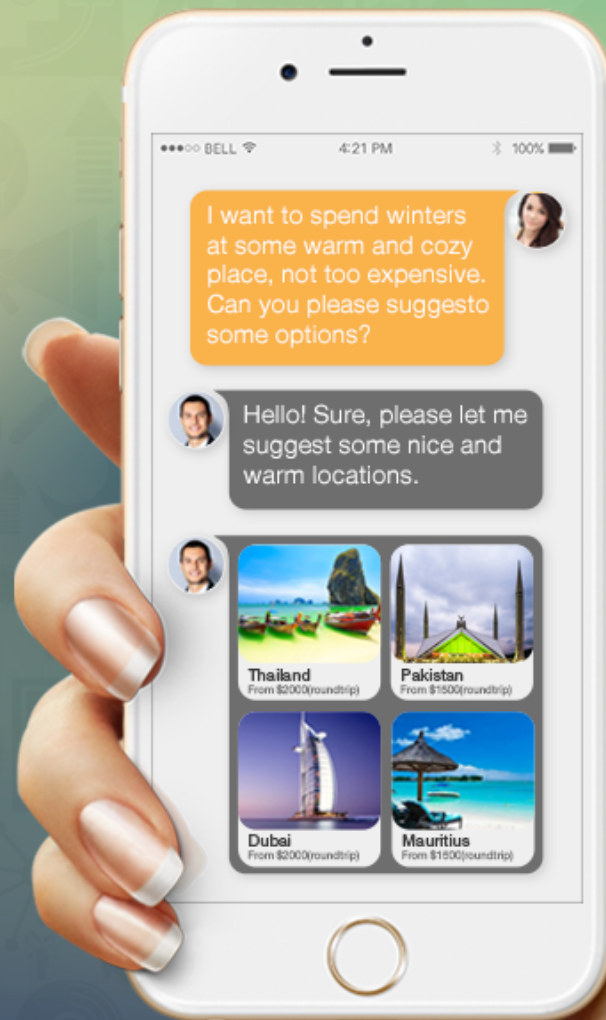 BELL 4:21 PM 100%
I want to spend winters
at some warm and cozy
place, not too expensive.
Can you please suggesto
some options?
Hello! Sure, please let me
suggest some nice and
warm locations.
Thailand
From $2000(roundtrip)
Pakistan
From $1500(roundtrip)
Dubai
From $2000(roundtrip)
Mauritius
From $1500(roundtrip)